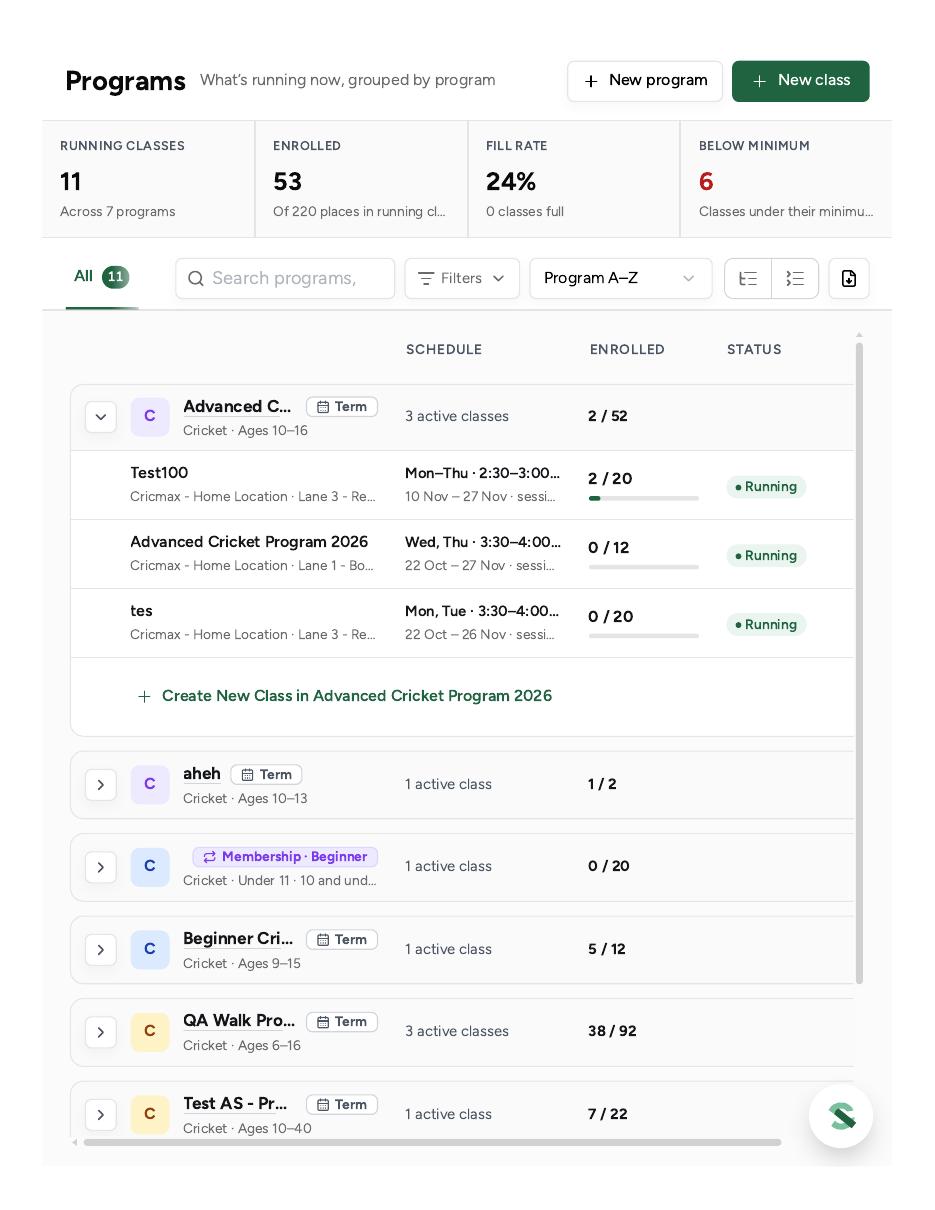 Programs What's running now, grouped by program + New program + New class
RUNNING CLASSES ENROLLED FILL RATE BELOW MINIMUM
11 53 24% 6
Across 7 programs Of 220 places in running cl... 0 classes full Classes under their minimu...
All 11 Search programs, Filters Program A–Z
SCHEDULE ENROLLED STATUS
C Advanced C... Term 3 active classes 2 / 52
Cricket · Ages 10–16
Test100 Mon–Thu · 2:30–3:00... 2 / 20 Running
Cricmax - Home Location · Lane 3 - Re... 10 Nov – 27 Nov · sessi...
Advanced Cricket Program 2026 Wed, Thu · 3:30–4:00... 0 / 12 Running
Cricmax - Home Location · Lane 1 - Bo... 22 Oct – 27 Nov · sessi...
tes Mon, Tue · 3:30–4:00... 0 / 20 Running
Cricmax - Home Location · Lane 3 - Re... 22 Oct – 26 Nov · sessi...
+ Create New Class in Advanced Cricket Program 2026
C aheh Term 1 active class 1 / 2
Cricket · Ages 10–13
C Membership · Beginner 1 active class 0 / 20
Cricket · Under 11 · 10 and und...
C Beginner Cri... Term 1 active class 5 / 12
Cricket · Ages 9–15
C QA Walk Pro... Term 3 active classes 38 / 92
Cricket · Ages 6–16
C Test AS - Pr... Term 1 active class 7 / 22
Cricket · Ages 10–40